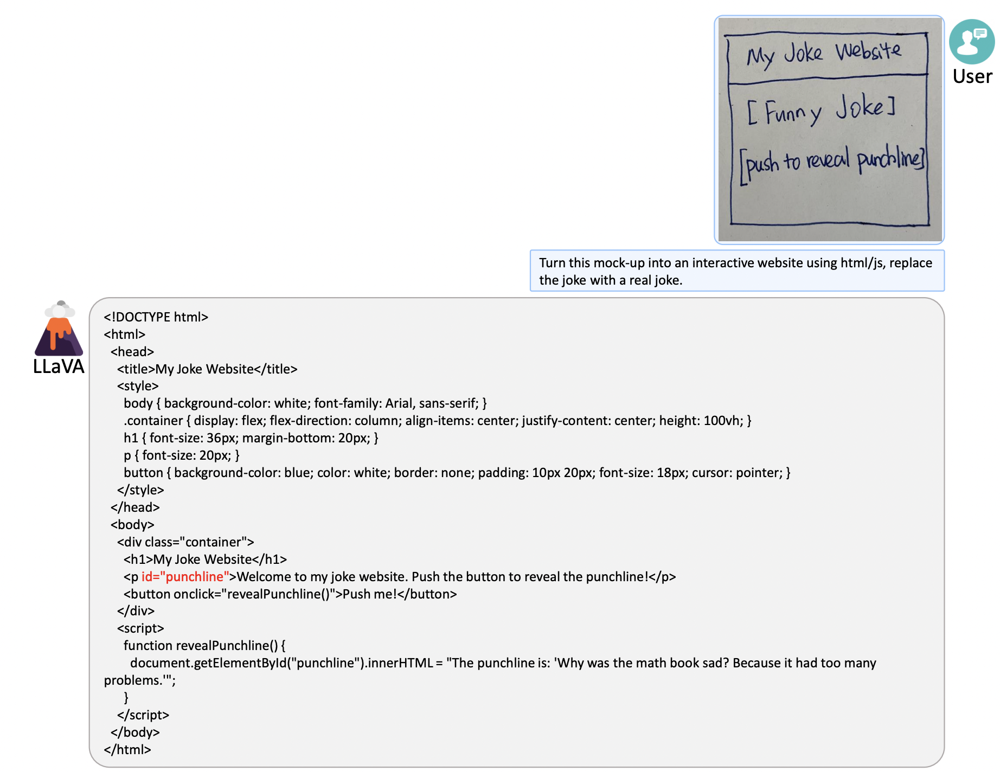 My Joke Website
[Funny Joke]
[push to reveal punchline]
User
Turn this mock-up into an interactive website using html/js, replace
the joke with a real joke.
LLaVA
<!DOCTYPE html>
<html>
<head>
<title>My Joke Website</title>
<style>
body { background-color: white; font-family: Arial, sans-serif; }
.container { display: flex; flex-direction: column; align-items: center; justify-content: center; height: 100vh; }
h1 { font-size: 36px; margin-bottom: 20px; }
p { font-size: 20px; }
button { background-color: blue; color: white; border: none; padding: 10px 20px; font-size: 18px; cursor: pointer; }
</style>
</head>
<body>
<div class="container">
<h1>My Joke Website</h1>
<p id="punchline">Welcome to my joke website. Push the button to reveal the punchline!</p>
<button onclick="revealPunchline()">Push me!</button>
</div>
<script>
function revealPunchline() {
document.getElementById("punchline").innerHTML = "The punchline is: 'Why was the math book sad? Because it had too many
problems.'";
}
</script>
</body>
</html>